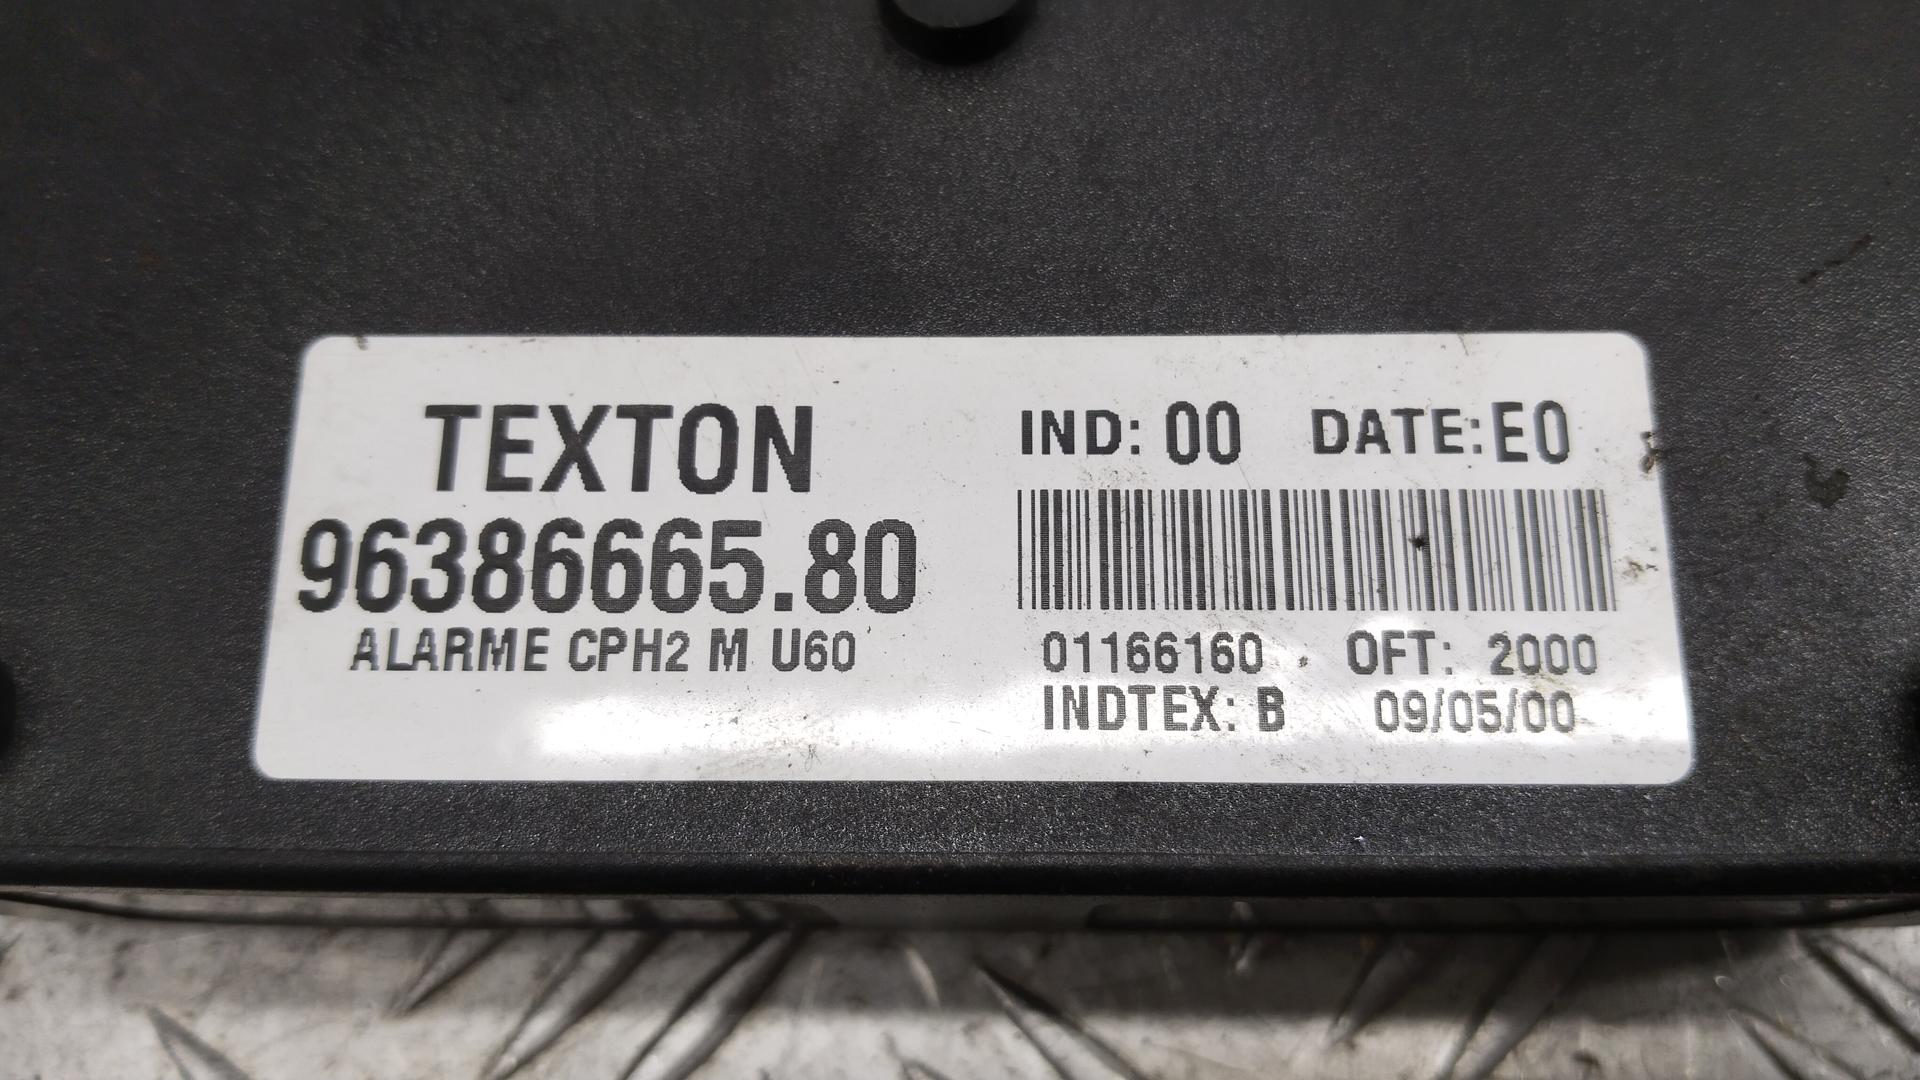 TEXTON
96386665.80
ALARME CPH2 M U60
IND: 00 DATE: E0
01166160 OFT: 2000
INDTEX: B 09/05/00